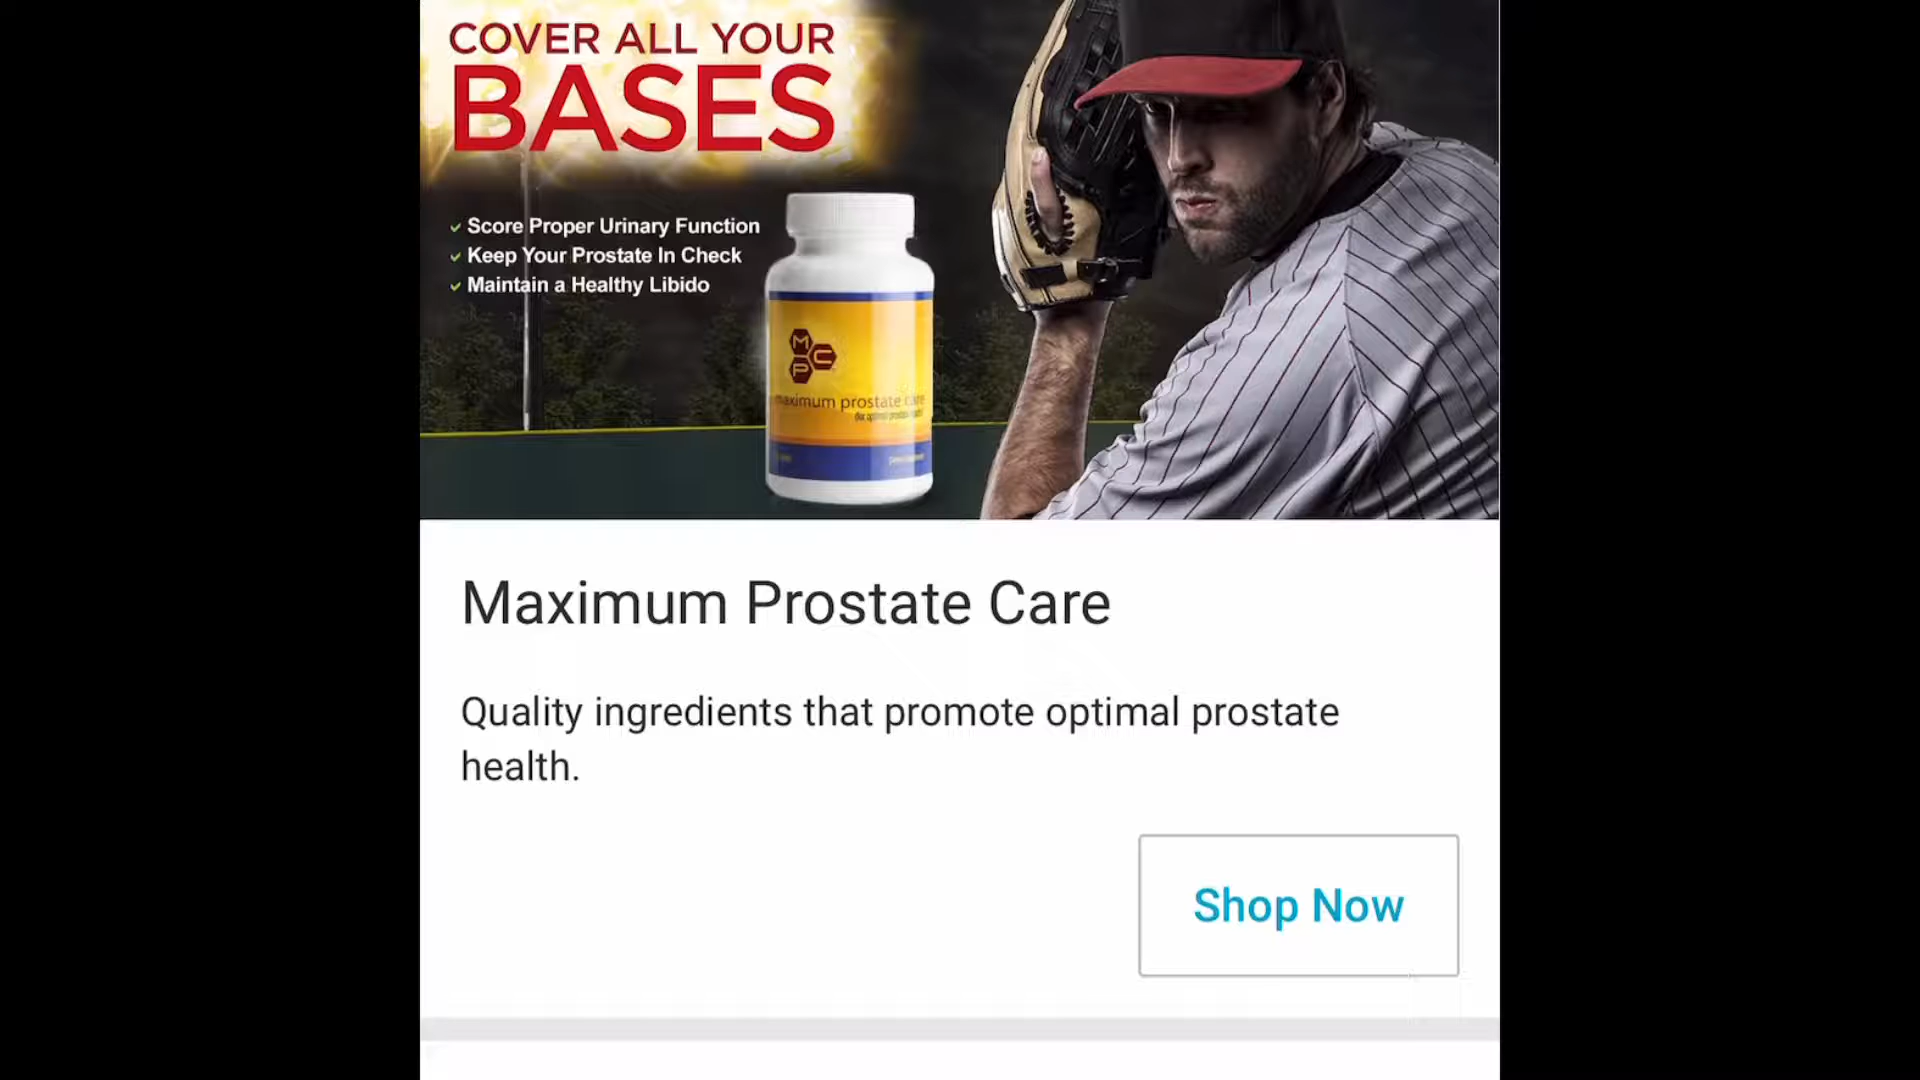 COVER ALL YOUR
BASES
Score Proper Urinary Function
Keep Your Prostate In Check
Maintain a Healthy Libido
M
C
P
maximum prostate care
Maximum Prostate Care
Quality ingredients that promote optimal prostate
health.
Shop Now